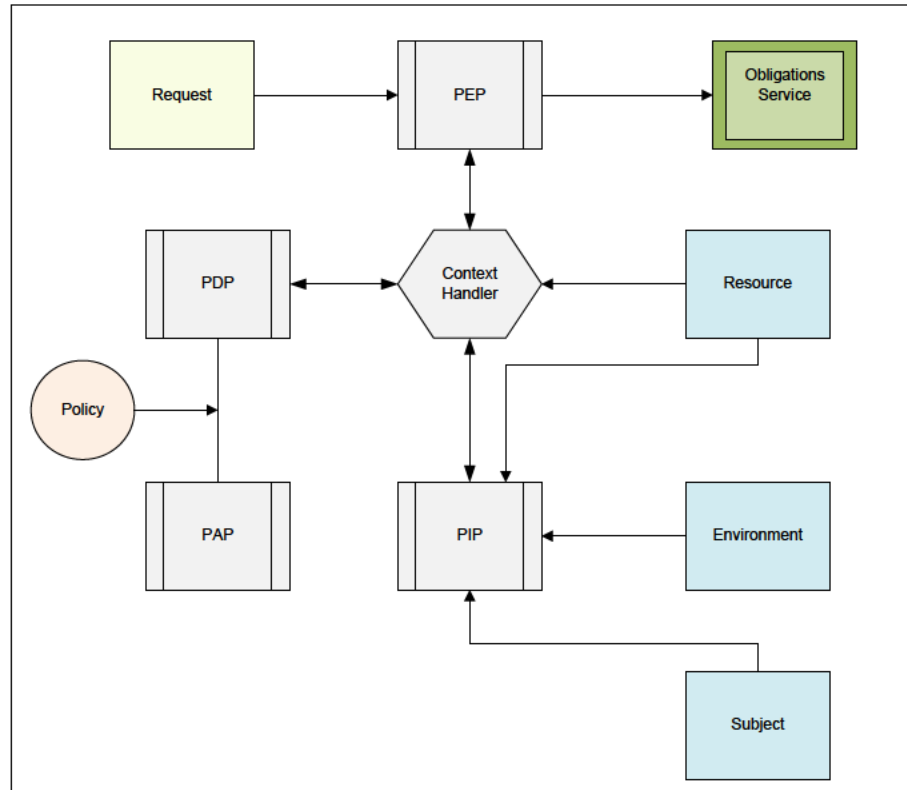 Request
PEP
Obligations
Service
PDP
Context
Handler
Resource
Policy
PAP
PIP
Environment
Subject